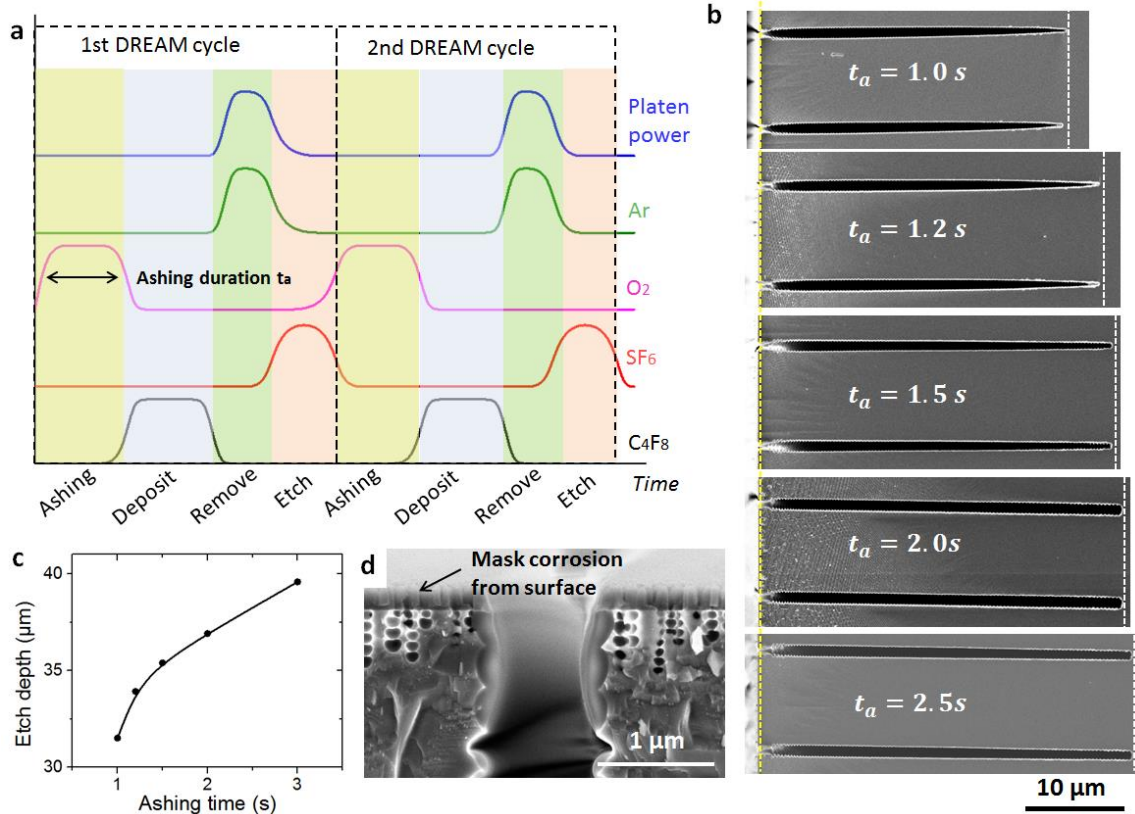 a
1st DREAM cycle
2nd DREAM cycle
Platen
power
Ar
Ashing duration ta
O2
SF6
C4F8
Ashing
Deposit
Remove
Etch
Ashing
Deposit
Remove
Etch
Time
b
ta = 1.0 s
ta = 1.2 s
ta = 1.5 s
ta = 2.0s
ta = 2.5s
10 μm
c
Etch depth (μm)
40
35
30
1
2
3
Ashing time (s)
d
Mask corrosion
from surface
1 μm